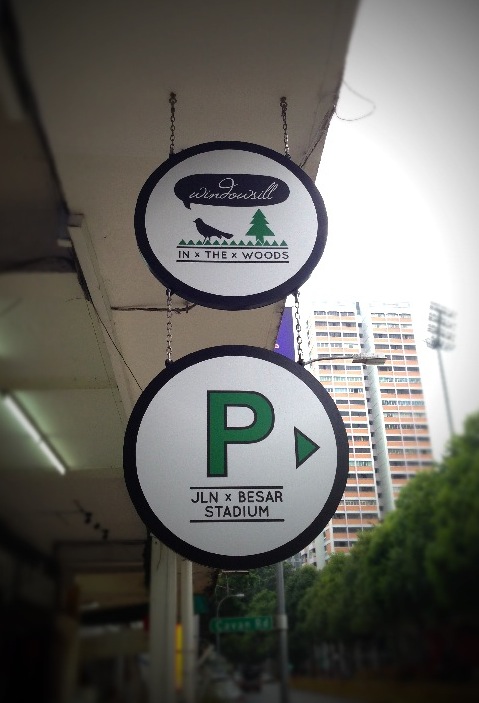 windowsill
IN x THE x WOODS
P
JLN x BESAR
STADIUM
Cavan Rd